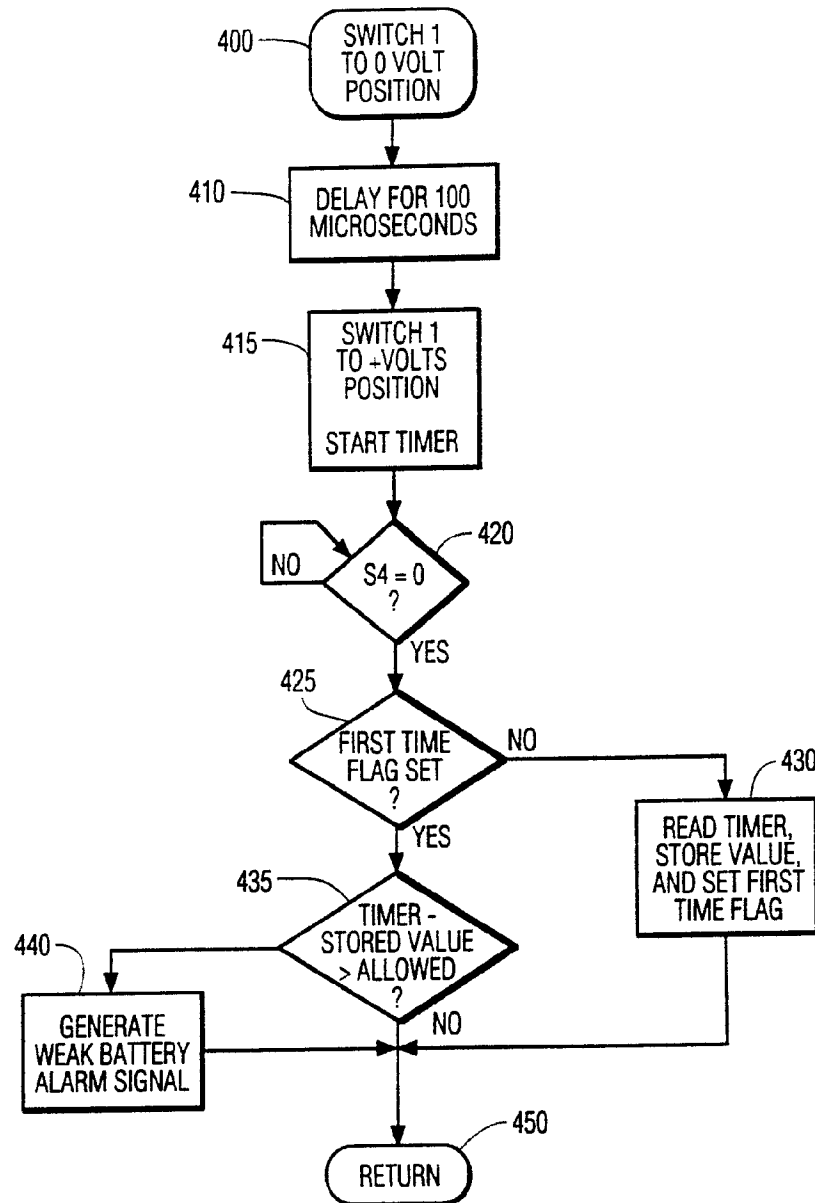 400
SWITCH 1
TO 0 VOLT
POSITION
410
DELAY FOR 100
MICROSECONDS
415
SWITCH 1
TO +VOLTS
POSITION
START TIMER
420
NO
S4 = 0
?
YES
425
FIRST TIME
FLAG SET
?
NO
YES
430
READ TIMER,
STORE VALUE,
AND SET FIRST
TIME FLAG
435
TIMER -
STORED VALUE
> ALLOWED
?
NO
440
GENERATE
WEAK BATTERY
ALARM SIGNAL
450
RETURN